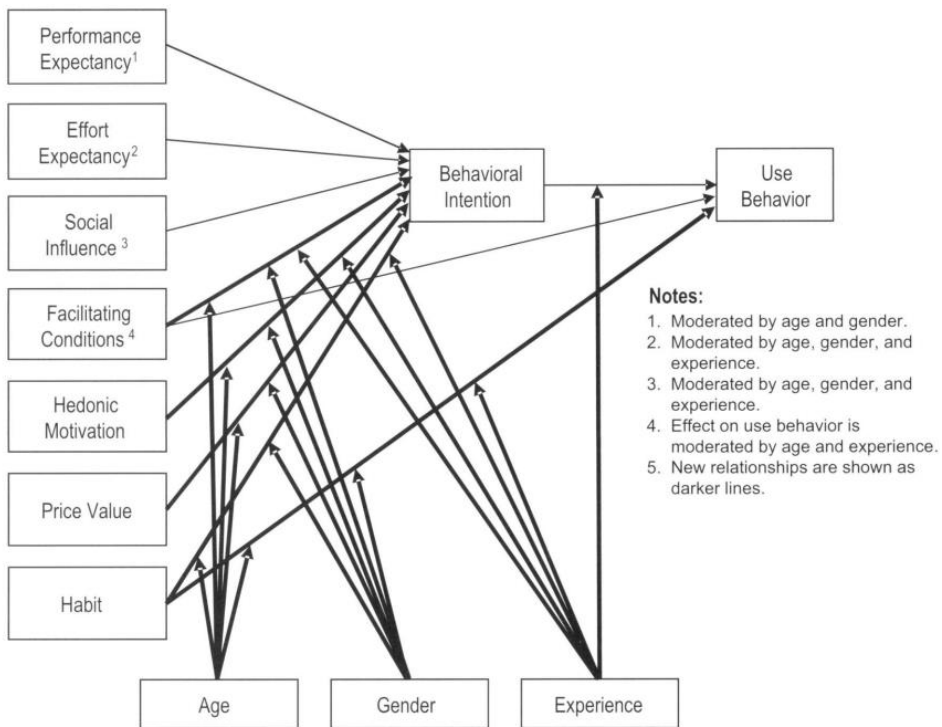 Performance
Expectancy1
Effort
Expectancy2
Social
Influence 3
Facilitating
Conditions 4
Hedonic
Motivation
Price Value
Habit
Behavioral
Intention
Use
Behavior
Notes:
1. Moderated by age and gender.
2. Moderated by age, gender, and
experience.
3. Moderated by age, gender, and
experience.
4. Effect on use behavior is
moderated by age and experience.
5. New relationships are shown as
darker lines.
Age
Gender
Experience